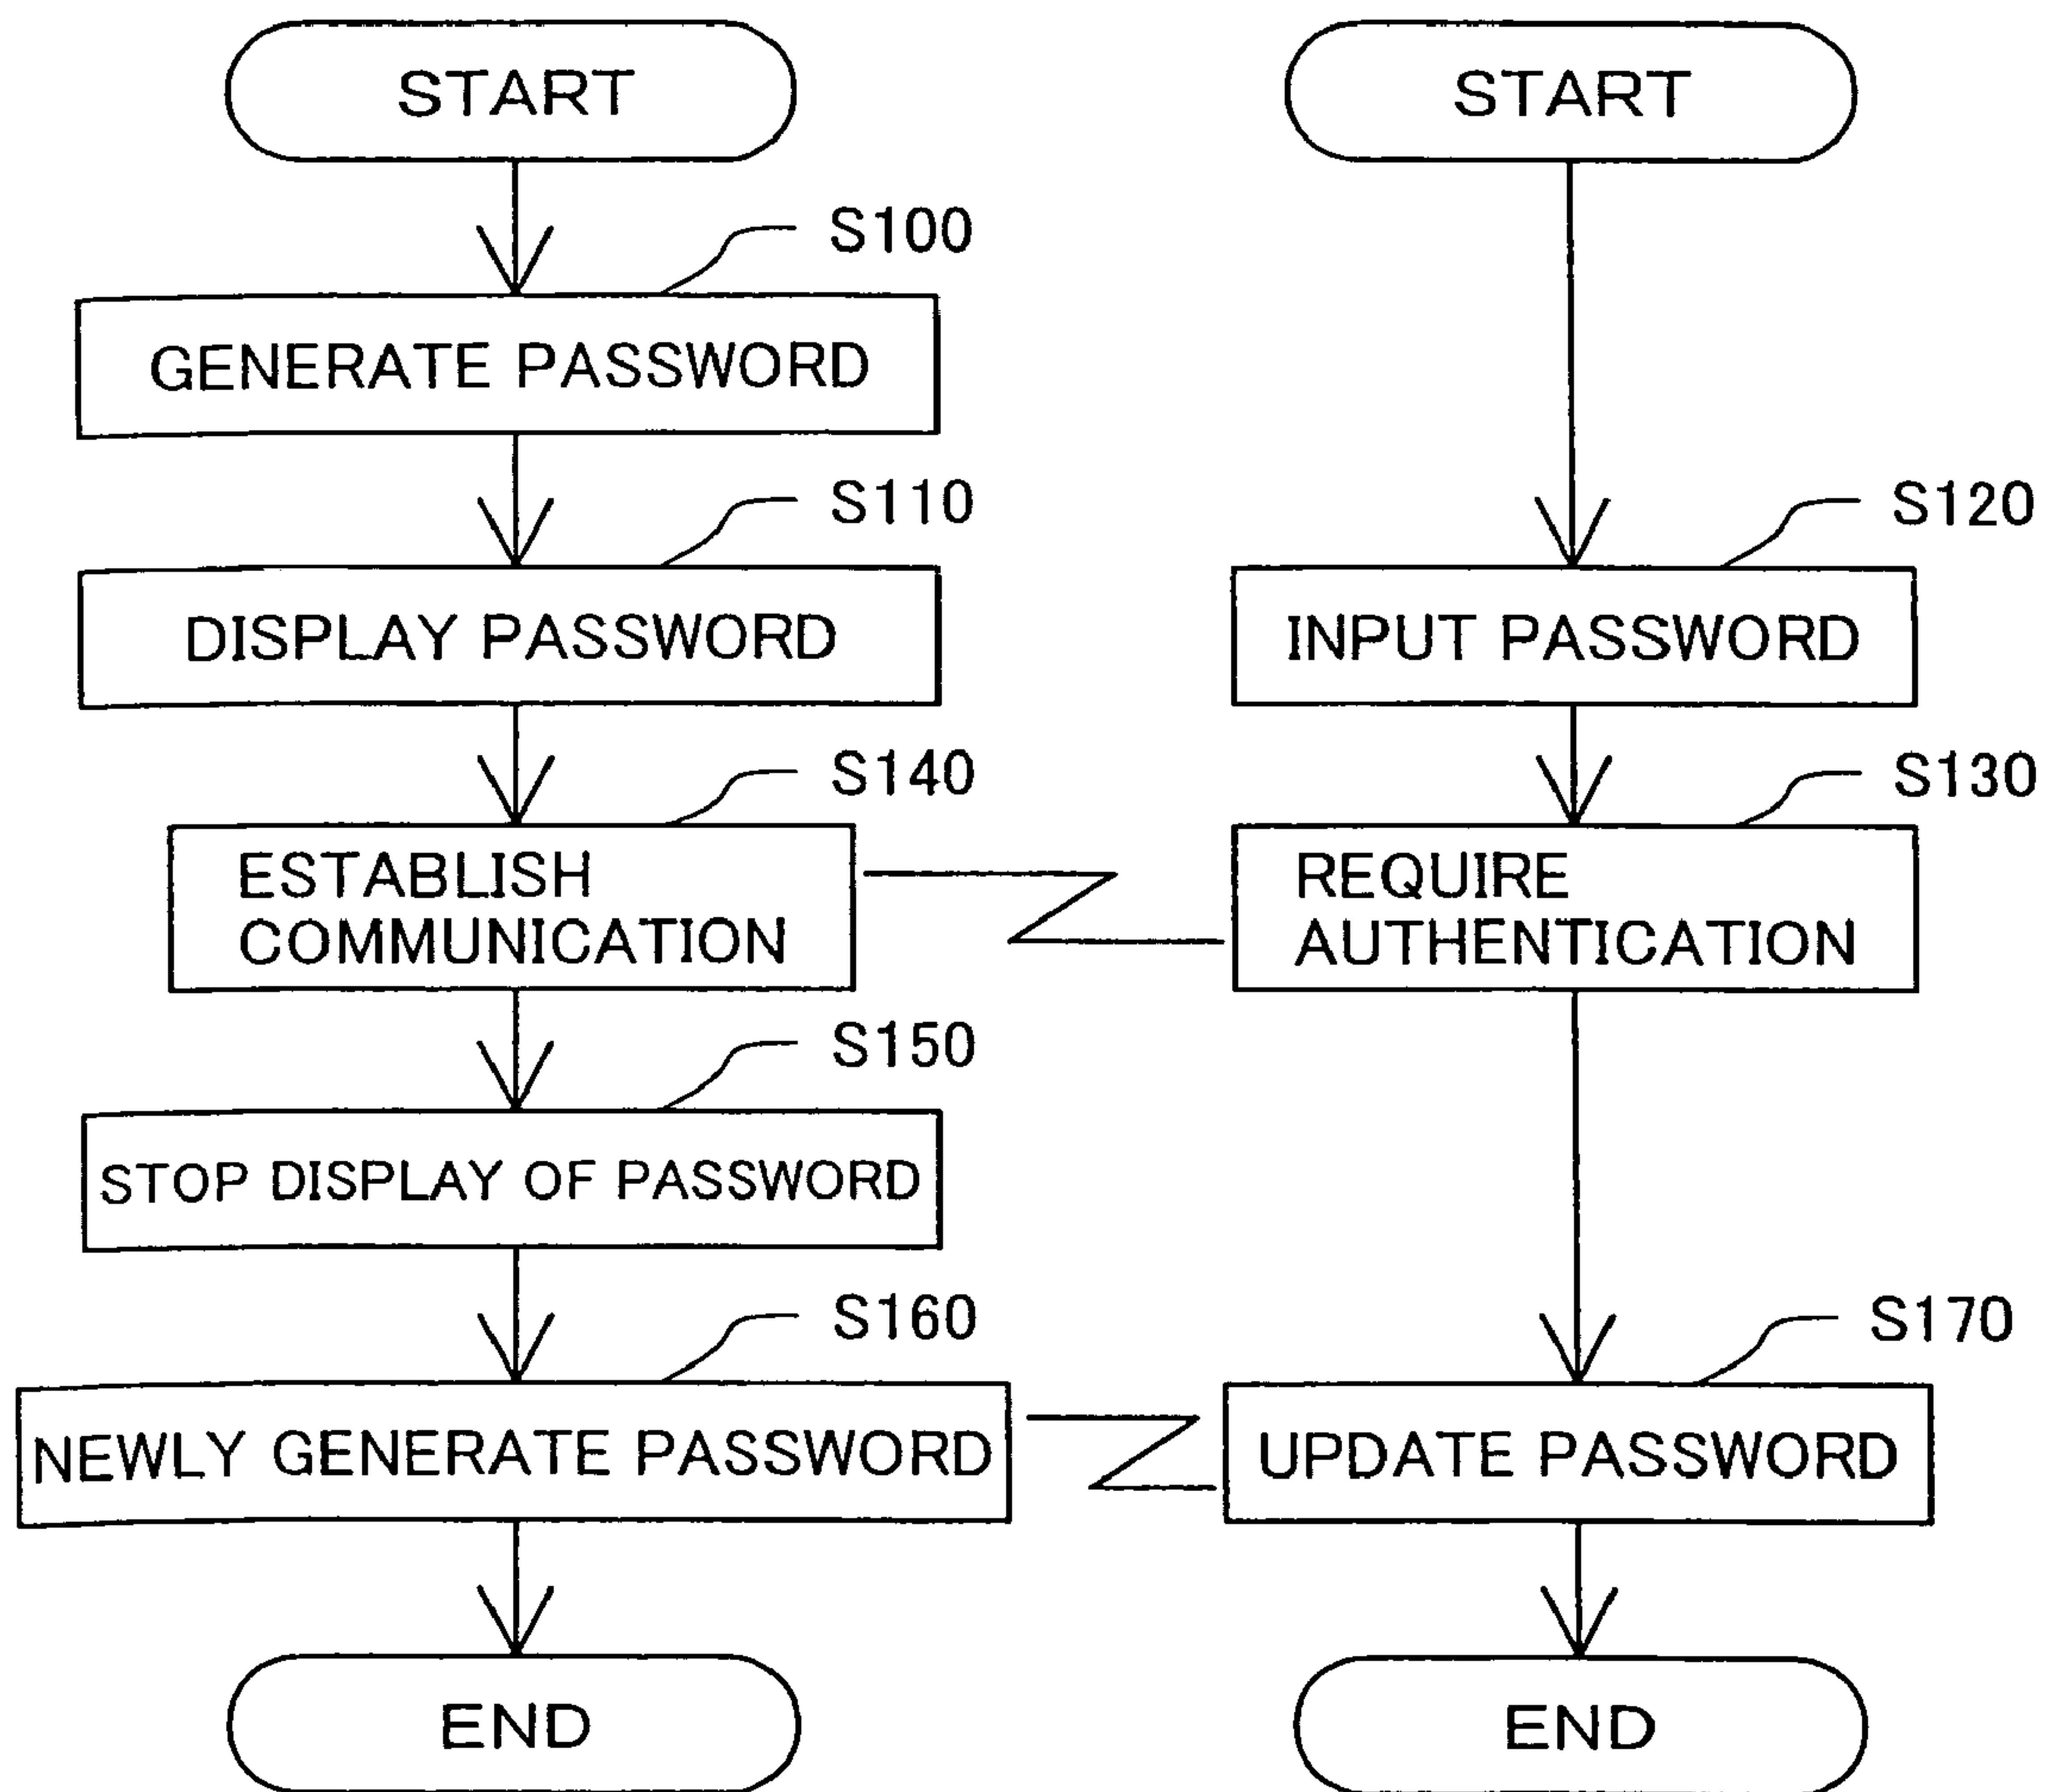 START
START
S100
GENERATE PASSWORD
S110
S120
DISPLAY PASSWORD
INPUT PASSWORD
S140
S130
ESTABLISH
COMMUNICATION
REQUIRE
AUTHENTICATION
S150
STOP DISPLAY OF PASSWORD
S160
S170
NEWLY GENERATE PASSWORD
UPDATE PASSWORD
END
END